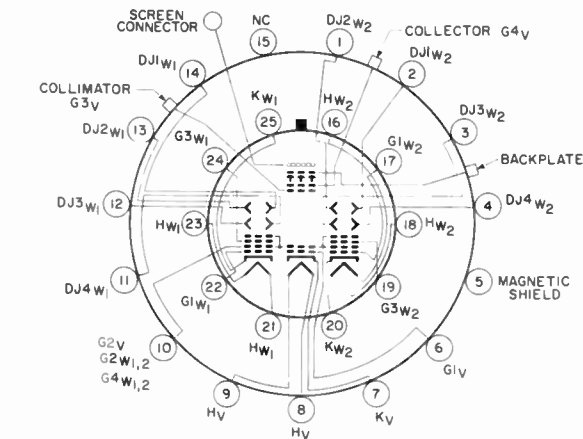 SCREEN
CONNECTOR
NC
15
DJ2W2
1
COLLECTOR G4V
DJ1W2
2
DJ1W1
14
COLLIMATOR
G3V
DJ2W1
13
KW1
25
HW2
16
DJ3W2
3
G3W1
24
G1W2
17
BACKPLATE
DJ3W1
12
4
DJ4W2
HW1
23
18
HW2
DJ4W1
11
5
MAGNETIC
SHIELD
22
G1W1
19
G3W2
21
HW1
20
KW2
G2V
G2W1,2
G4W1,2
10
6
G1V
9
HV
8
HV
7
KV